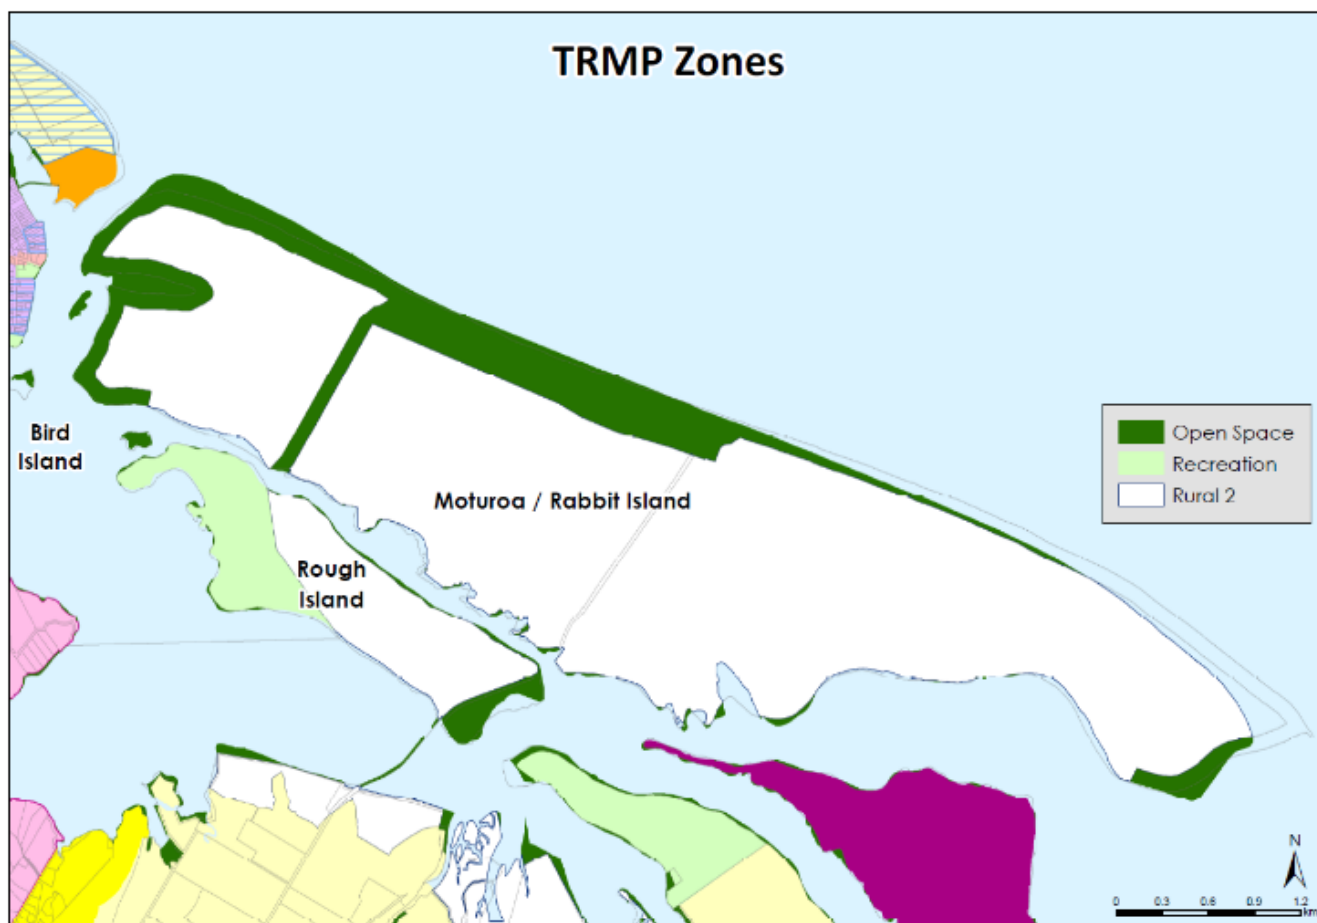 TRMP Zones
Bird
Island
Moturoa / Rabbit Island
Rough
Island
Open Space
Recreation
Rural 2
N
0 0.3 0.6 0.9 1.2
km